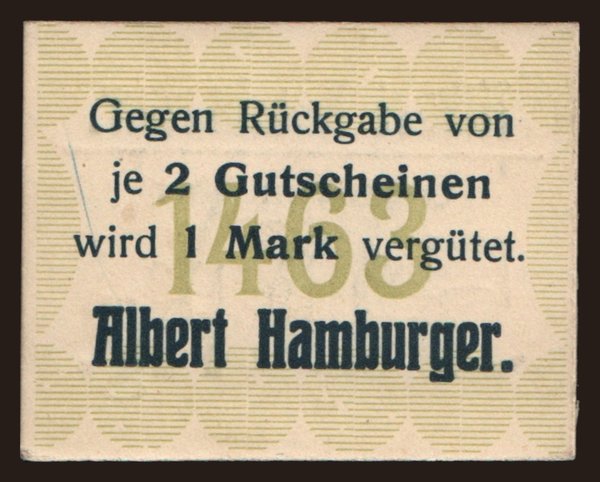 Gegen Rückgabe von
je 2 Gutscheinen
1463
wird 1 Mark vergütet.
Albert Hamburger.